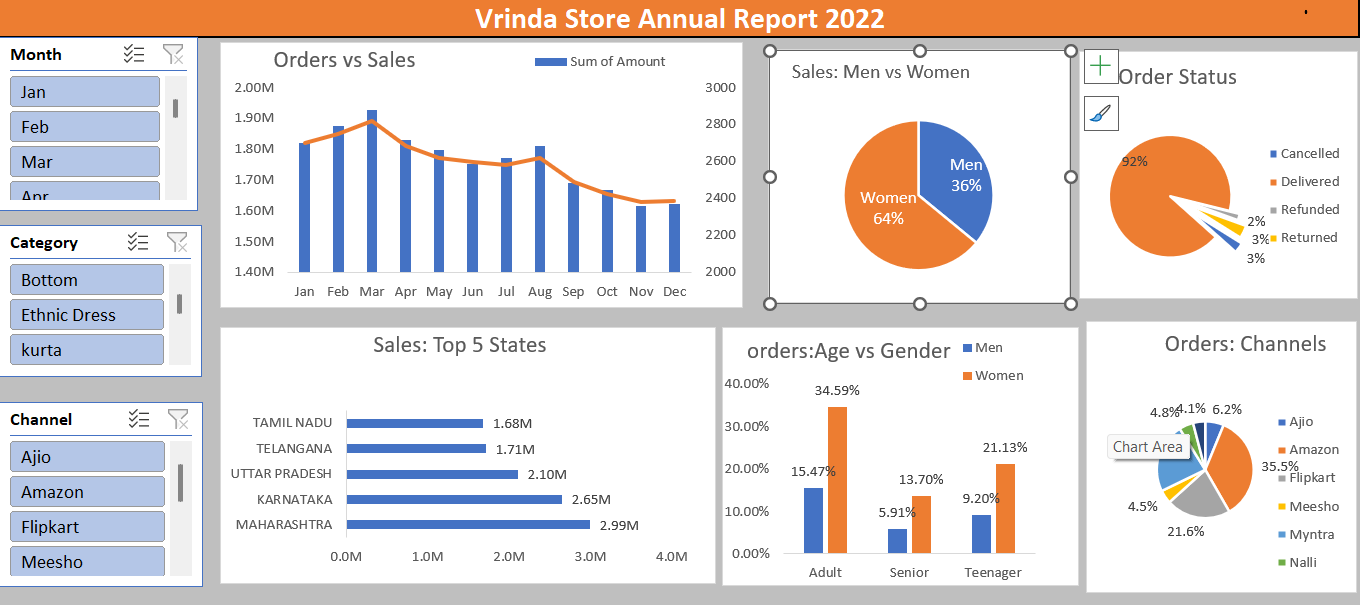 Vrinda Store Annual Report 2022
Month
Jan
Feb
Mar
Apr
Category
Bottom
Ethnic Dress
kurta
Channel
Ajio
Amazon
Flipkart
Meesho
Orders vs Sales
Sum of Amount
2.00M
1.90M
1.80M
1.70M
1.60M
1.50M
1.40M
3000
2800
2600
2400
2200
2000
Jan Feb Mar Apr May Jun Jul Aug Sep Oct Nov Dec
Sales: Men vs Women
Men
36%
Women
64%
Order Status
92%
2%
3%
3%
Cancelled
Delivered
Refunded
Returned
Sales: Top 5 States
TAMIL NADU 1.68M
TELANGANA 1.71M
UTTAR PRADESH 2.10M
KARNATAKA 2.65M
MAHARASHTRA 2.99M
0.0M 1.0M 2.0M 3.0M 4.0M
orders:Age vs Gender
Men
Women
40.00%
30.00%
20.00%
10.00%
0.00%
15.47%
34.59%
5.91%
13.70%
9.20%
21.13%
Adult Senior Teenager
Orders: Channels
4.8%
4.1%
6.2%
35.5%
21.6%
4.5%
Chart Area
Ajio
Amazon
Flipkart
Meesho
Myntra
Nalli